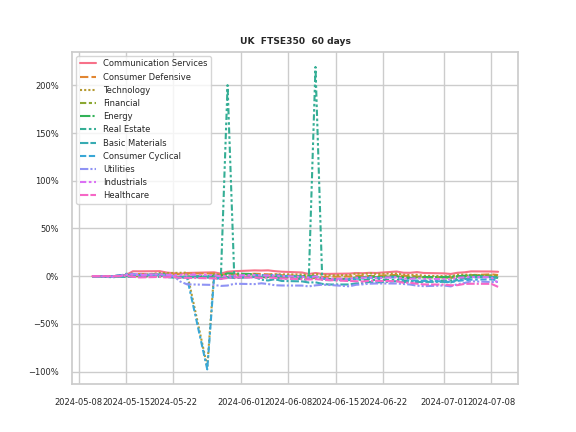 UK FTSE350 60 days
Communication Services
Consumer Defensive
Technology
Financial
Energy
Real Estate
Basic Materials
Consumer Cyclical
Utilities
Industrials
Healthcare
200%
150%
100%
50%
0%
−50%
−100%
2024-05-08 2024-05-15 2024-05-22 2024-06-01 2024-06-08 2024-06-15 2024-06-22 2024-07-01 2024-07-08